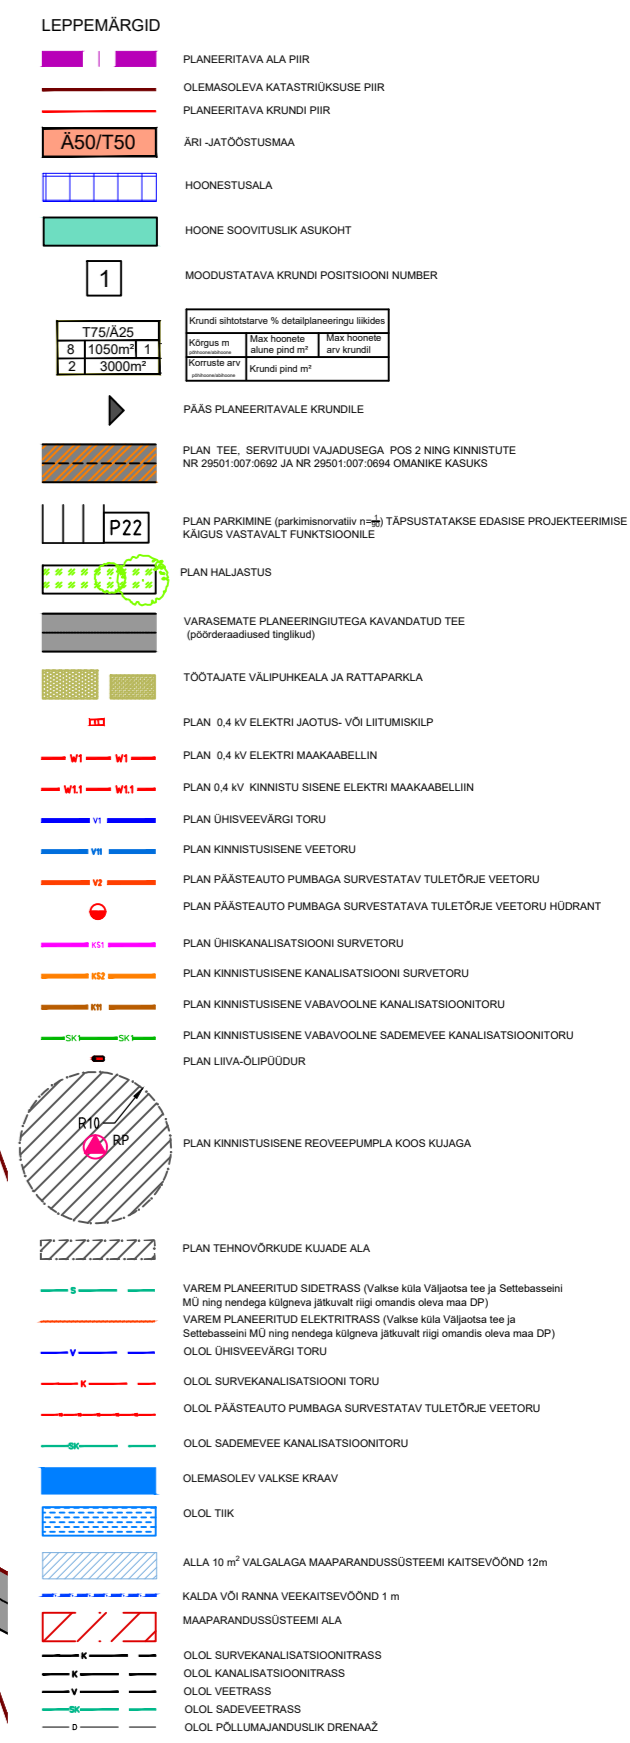 LEPPEMÄRGID
PLANEERITAVA ALA PIIR
OLEMASOLEVA KATASTRIÜKSUSE PIIR
PLANEERITAVA KRUNDI PIIR
Ä50/T50 ÄRI -JATÖÖSTUSMAA
HOONESTUSALA
HOONE SOOVITUSLIK ASUKOHT
1 MOODUSTATAVA KRUNDI POSITSIOONI NUMBER
T75/Ä25
8 1050m² 1
2 3000m²
Krundi sihtotstarve % detailplaneeringu liikides
Kõrgus m Max hoonete Max hoonete
põhihoone/abihoone alune pind m² arv krundil
Korruste arv Krundi pind m²
põhihoone/abihoone
PÄÄS PLANEERITAVALE KRUNDILE
PLAN TEE, SERVITUUDI VAJADUSEGA POS 2 NING KINNISTUTE
NR 29501:007:0692 JA NR 29501:007:0694 OMANIKE KASUKS
P22 PLAN PARKIMINE (parkimisnorvatiiv n=1/90) TÄPSUSTATAKSE EDASISE PROJEKTEERIMISE
KÄIGUS VASTAVALT FUNKTSIOONILE
PLAN HALJASTUS
VARASEMATE PLANEERINGIUTEGA KAVANDATUD TEE
(pöörderaadiused tinglikud)
TÖÖTAJATE VÄLIPUHKEALA JA RATTAPARKLA
PLAN 0,4 kV ELEKTRI JAOTUS- VÕI LIITUMISKILP
W1 W1 PLAN 0,4 kV ELEKTRI MAAKAABELLIN
W1.1 W1.1 PLAN 0,4 kV KINNISTU SISENE ELEKTRI MAAKAABELLIIN
V1 PLAN ÜHISVEEVÄRGI TORU
V11 PLAN KINNISTUSISENE VEETORU
V2 PLAN PÄÄSTEAUTO PUMBAGA SURVESTATAV TULETÕRJE VEETORU
PLAN PÄÄSTEAUTO PUMBAGA SURVESTATAVA TULETÕRJE VEETORU HÜDRANT
KS1 PLAN ÜHISKANALISATSIOONI SURVETORU
KS2 PLAN KINNISTUSISENE KANALISATSIOONI SURVETORU
K11 PLAN KINNISTUSISENE VABAVOOLNE KANALISATSIOONITORU
SK1 SK1 PLAN KINNISTUSISENE VABAVOOLNE SADEMEVEE KANALISATSIOONITORU
PLAN LIIVA-ÕLIPÜÜDUR
R10
RP
PLAN KINNISTUSISENE REOVEEPUMPLA KOOS KUJAGA
PLAN TEHNOVÕRKUDE KUJADE ALA
S VAREM PLANEERITUD SIDETRASS (Valkse küla Väljaotsa tee ja Settebasseini
MÜ ning nendega külgneva jätkuvalt riigi omandis oleva maa DP)
VAREM PLANEERITUD ELEKTRITRASS (Valkse küla Väljaotsa tee ja
Settebasseini MÜ ning nendega külgneva jätkuvalt riigi omandis oleva maa DP)
V OLOL ÜHISVEEVÄRGI TORU
K OLOL SURVEKANALISATSIOONI TORU
OLOL PÄÄSTEAUTO PUMBAGA SURVESTATAV TULETÕRJE VEETORU
SK OLOL SADEMEVEE KANALISATSIOONITORU
OLEMASOLEV VALKSE KRAAV
OLOL TIIK
ALLA 10 m² VALGALAGA MAAPARANDUSSÜSTEEMI KAITSEVÖÖND 12m
KALDA VÕI RANNA VEEKAITSEVÖÖND 1 m
MAAPARANDUSSÜSTEEMI ALA
K OLOL SURVEKANALISATSIOONITRASS
K OLOL KANALISATSIOONITRASS
V OLOL VEETRASS
SK OLOL SADEVEETRASS
D OLOL PÕLLUMAJANDUSLIK DRENAAŽ